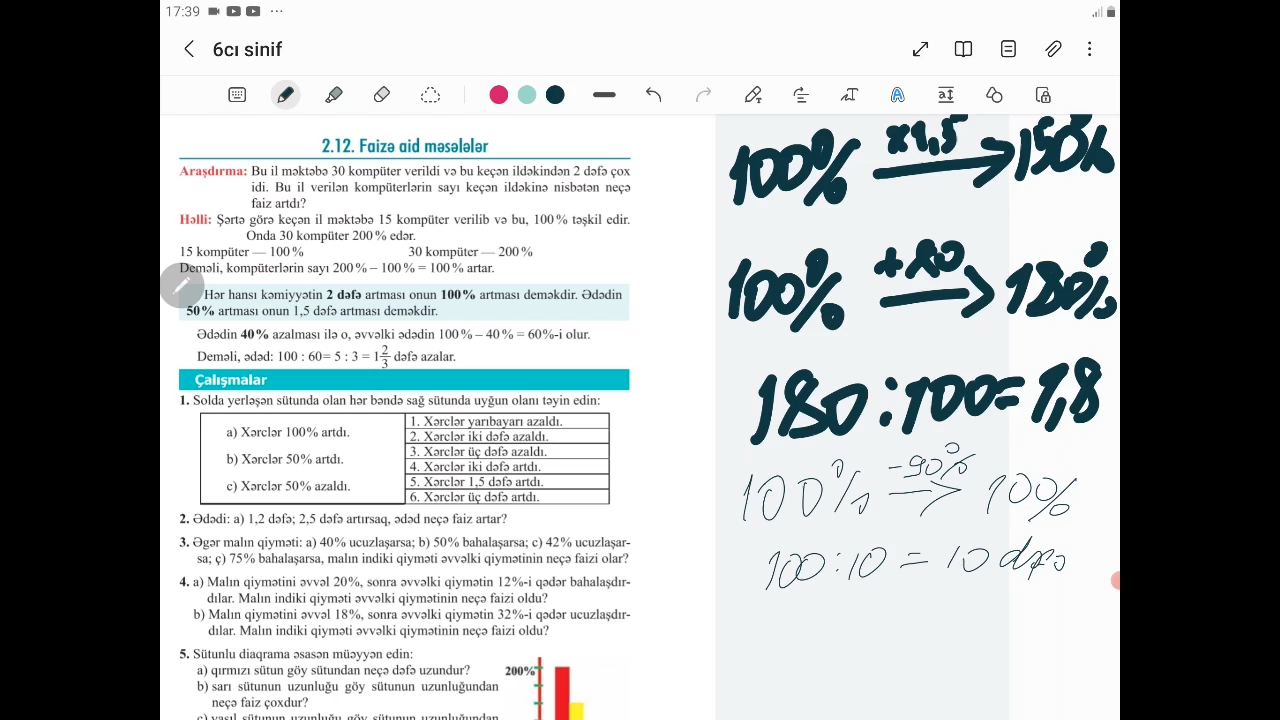 17:39
6cı sinif
2.12. Faizə aid məsələlər
Araşdırma: Bu il məktəbə 30 kompüter verildi və bu keçən ildəkindən 2 dəfə çox
idi. Bu il verilən kompüterlərin sayı keçən ildəkinə nisbətən neçə
faiz artdı?
Həlli: Şərtə görə keçən il məktəbə 15 kompüter verilib və bu, 100 % təşkil edir.
Onda 30 kompüter 200 % edər.
15 kompüter — 100 % 30 kompüter — 200 %
Deməli, kompüterlərin sayı 200 % – 100 % = 100 % artar.
Hər hansı kəmiyyətin 2 dəfə artması onun 100 % artması deməkdir. Ədədin
50 % artması onun 1,5 dəfə artması deməkdir.
Ədədin 40 % azalması ilə o, əvvəlki ədədin 100 % – 40 % = 60%-i olur.
Deməli, ədəd: 100 : 60= 5 : 3 = 1 2/3 dəfə azalar.
Çalışmalar
1. Solda yerləşən sütunda olan hər bəndə sağ sütunda uyğun olanı təyin edin:
a) Xərclər 100% artdı.
b) Xərclər 50% artdı.
c) Xərclər 50% azaldı.
1. Xərclər yarıbayarı azaldı.
2. Xərclər iki dəfə azaldı.
3. Xərclər üç dəfə azaldı.
4. Xərclər iki dəfə artdı.
5. Xərclər 1,5 dəfə artdı.
6. Xərclər üç dəfə artdı.
2. Ədədi: a) 1,2 dəfə; 2,5 dəfə artırsaq, ədəd neçə faiz artar?
3. Əgər malın qiyməti: a) 40% ucuzlaşarsa; b) 50% bahalaşarsa; c) 42% ucuzlaşar-
sa; ç) 75% bahalaşarsa, malın indiki qiyməti əvvəlki qiymətinin neçə faizi olar?
4. a) Malın qiymətini əvvəl 20%, sonra əvvəlki qiymətin 12%-i qədər bahalaşdır-
dılar. Malın indiki qiyməti əvvəlki qiymətinin neçə faizi oldu?
b) Malın qiymətini əvvəl 18%, sonra əvvəlki qiymətin 32%-i qədər ucuzlaşdır-
dılar. Malın indiki qiyməti əvvəlki qiymətinin neçə faizi oldu?
5. Sütunlu diaqrama əsasən müəyyən edin:
a) qırmızı sütun göy sütundan neçə dəfə uzundur?
b) sarı sütunun uzunluğu göy sütunun uzunluğundan
neçə faiz çoxdur?
c) yaşıl sütunun uzunluğu göy sütunun uzunluğundan
200%
100% x1,5 → 150%
100% +80 → 180%
180:100=1,8
100% -90% → 100%
100:10 = 10 dəfə